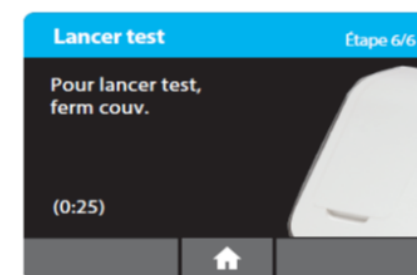 Lancer test
Étape 6/6
Pour lancer test,
ferm couv.
(0:25)